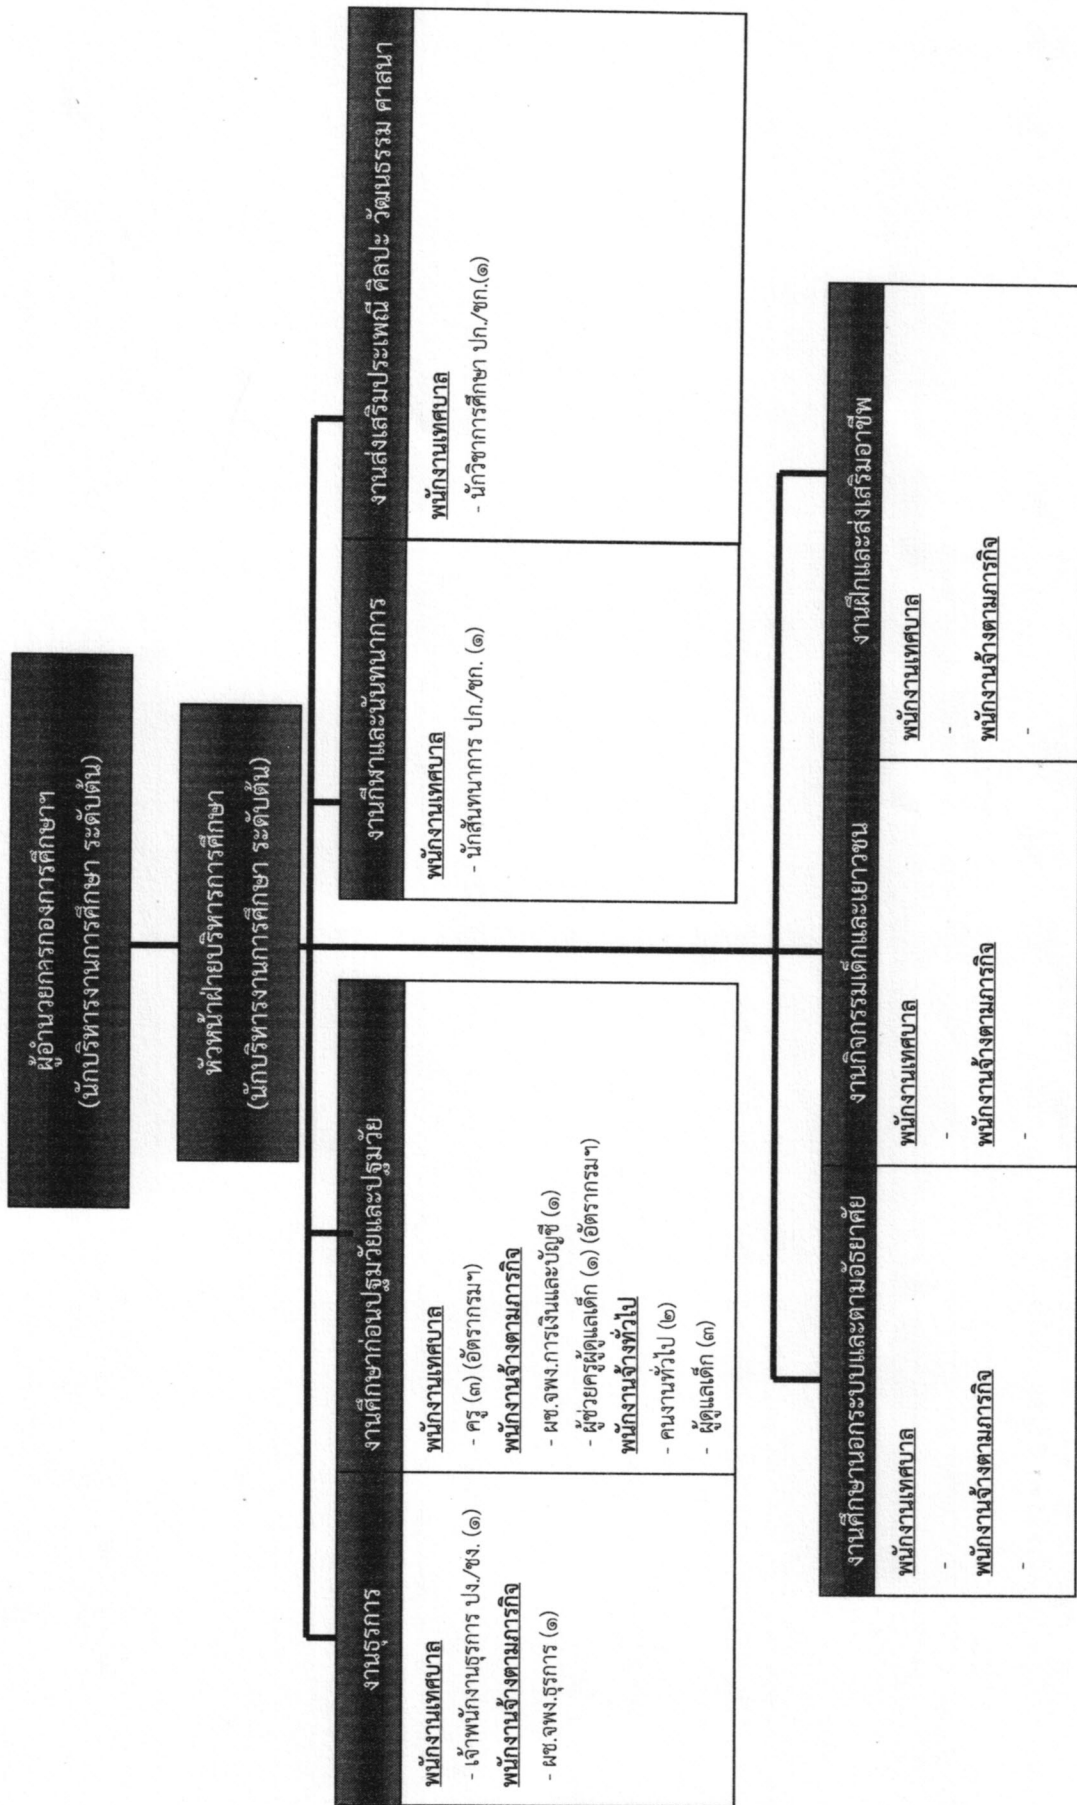 ผู้อำนวยกลรกองการศึกษาฯ
(นักบริหารงานการศึกษา ระดับต้น)
หัวหน้าฝ่ายบริหารการศึกษา
(นักบริหารงานการศึกษา ระดับต้น)
งานธุรการ
พนักงานเทศบาล
- เจ้าพนักงานธุรการ ปง./ชง. (๑)
พนักงานจ้างตามภารกิจ
- ผช.จพง.ธุรการ (๑)
งานศึกษาก่อนปฐมวัยและปฐมวัย
พนักงานเทศบาล
- ครู (๓) (อัตรากรมฯ)
พนักงานจ้างตามภารกิจ
- ผช.จพง.การเงินและบัญชี (๑)
- ผู้ช่วยครูผู้ดูแลเด็ก (๑) (อัตรากรมฯ)
พนักงานจ้างทั่วไป
- คนงานทั่วไป (๒)
- ผู้ดูแลเด็ก (๓)
งานกีฬาและนันทนาการ
พนักงานเทศบาล
- นักสันทนาการ ปก./ชก. (๑)
งานส่งเสริมประเพณี ศิลปะ วัฒนธรรม ศาสนา
พนักงานเทศบาล
- นักวิชาการศึกษา ปก./ชก.(๑)
งานศึกษานอกระบบและตามอัธยาศัย
พนักงานเทศบาล
-
พนักงานจ้างตามภารกิจ
-
งานกิจกรรมเด็กและเยาวชน
พนักงานเทศบาล
-
พนักงานจ้างตามภารกิจ
-
งานฝึกและส่งเสริมอาชีพ
พนักงานเทศบาล
-
พนักงานจ้างตามภารกิจ
-